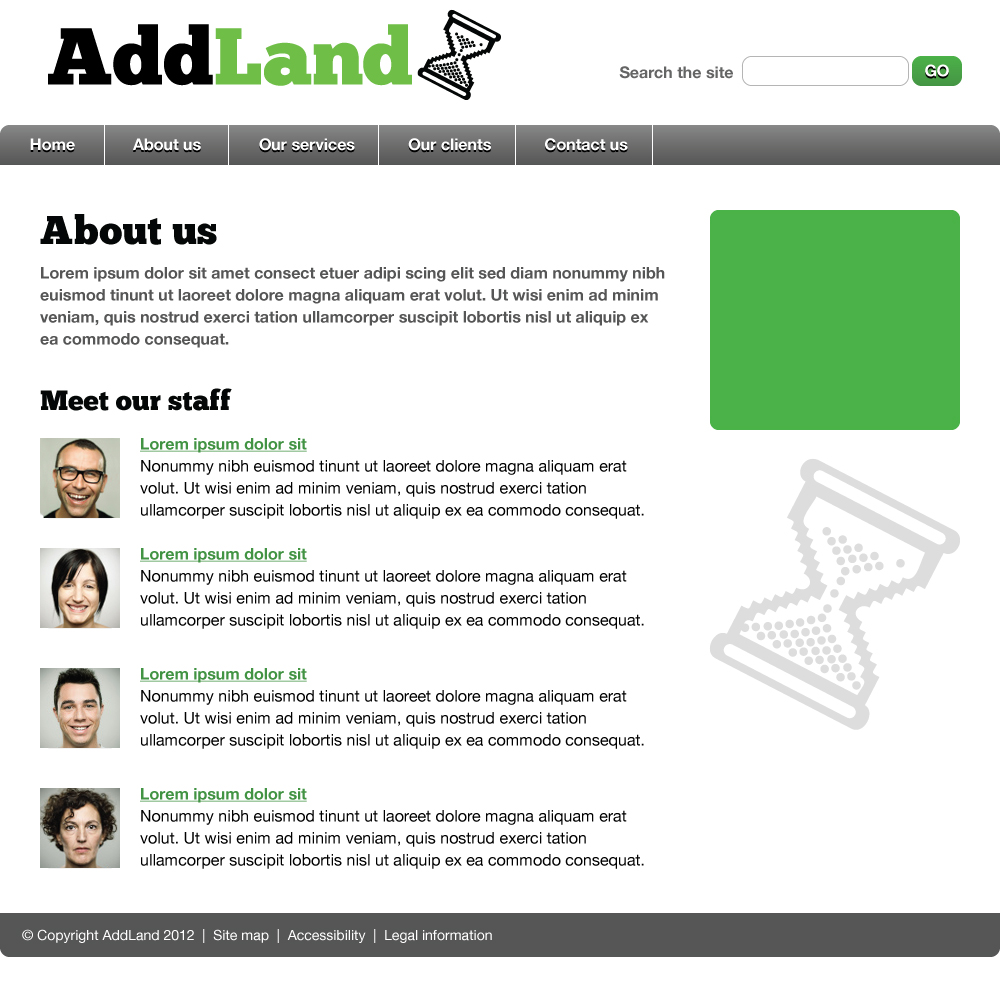 AddLand
Search the site
GO
Home
About us
Our services
Our clients
Contact us
About us
Lorem ipsum dolor sit amet consect etuer adipi scing elit sed diam nonummy nibh
euismod tinunt ut laoreet dolore magna aliquam erat volut. Ut wisi enim ad minim
veniam, quis nostrud exerci tation ullamcorper suscipit lobortis nisl ut aliquip ex
ea commodo consequat.
Meet our staff
Lorem ipsum dolor sit
Nonummy nibh euismod tinunt ut laoreet dolore magna aliquam erat
volut. Ut wisi enim ad minim veniam, quis nostrud exerci tation
ullamcorper suscipit lobortis nisl ut aliquip ex ea commodo consequat.
Lorem ipsum dolor sit
Nonummy nibh euismod tinunt ut laoreet dolore magna aliquam erat
volut. Ut wisi enim ad minim veniam, quis nostrud exerci tation
ullamcorper suscipit lobortis nisl ut aliquip ex ea commodo consequat.
Lorem ipsum dolor sit
Nonummy nibh euismod tinunt ut laoreet dolore magna aliquam erat
volut. Ut wisi enim ad minim veniam, quis nostrud exerci tation
ullamcorper suscipit lobortis nisl ut aliquip ex ea commodo consequat.
Lorem ipsum dolor sit
Nonummy nibh euismod tinunt ut laoreet dolore magna aliquam erat
volut. Ut wisi enim ad minim veniam, quis nostrud exerci tation
ullamcorper suscipit lobortis nisl ut aliquip ex ea commodo consequat.
© Copyright AddLand 2012 | Site map | Accessibility | Legal information